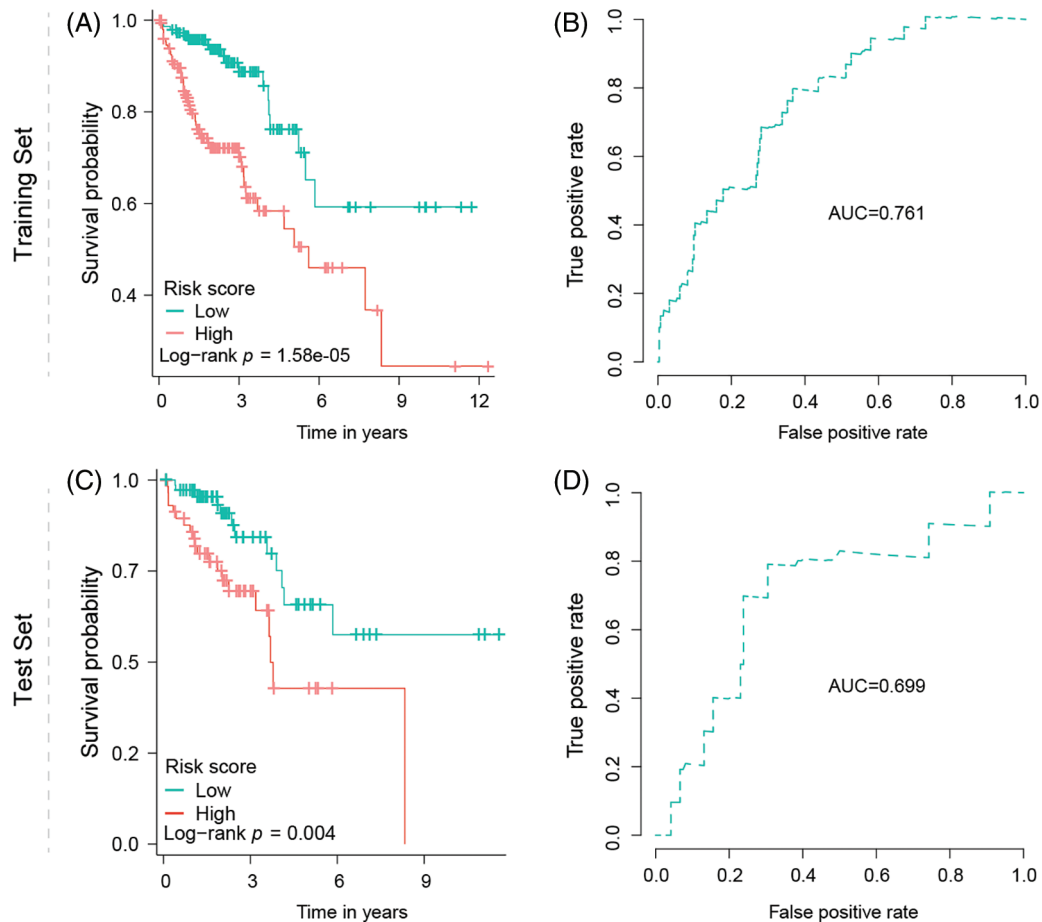 Training Set
(A)
Survival probability
1.0
0.8
0.6
0.4
Risk score
Low
High
Log−rank p = 1.58e-05
0 3 6 9 12
Time in years
(B)
True positive rate
1.0
0.8
0.6
0.4
0.2
0.0
AUC=0.761
0.0 0.2 0.4 0.6 0.8 1.0
False positive rate
Test Set
(C)
Survival probability
1.0
0.7
0.5
0.2
0.0
Risk score
Low
High
Log−rank p = 0.004
0 3 6 9
Time in years
(D)
True positive rate
1.0
0.8
0.6
0.4
0.2
0.0
AUC=0.699
0.0 0.2 0.4 0.6 0.8 1.0
False positive rate